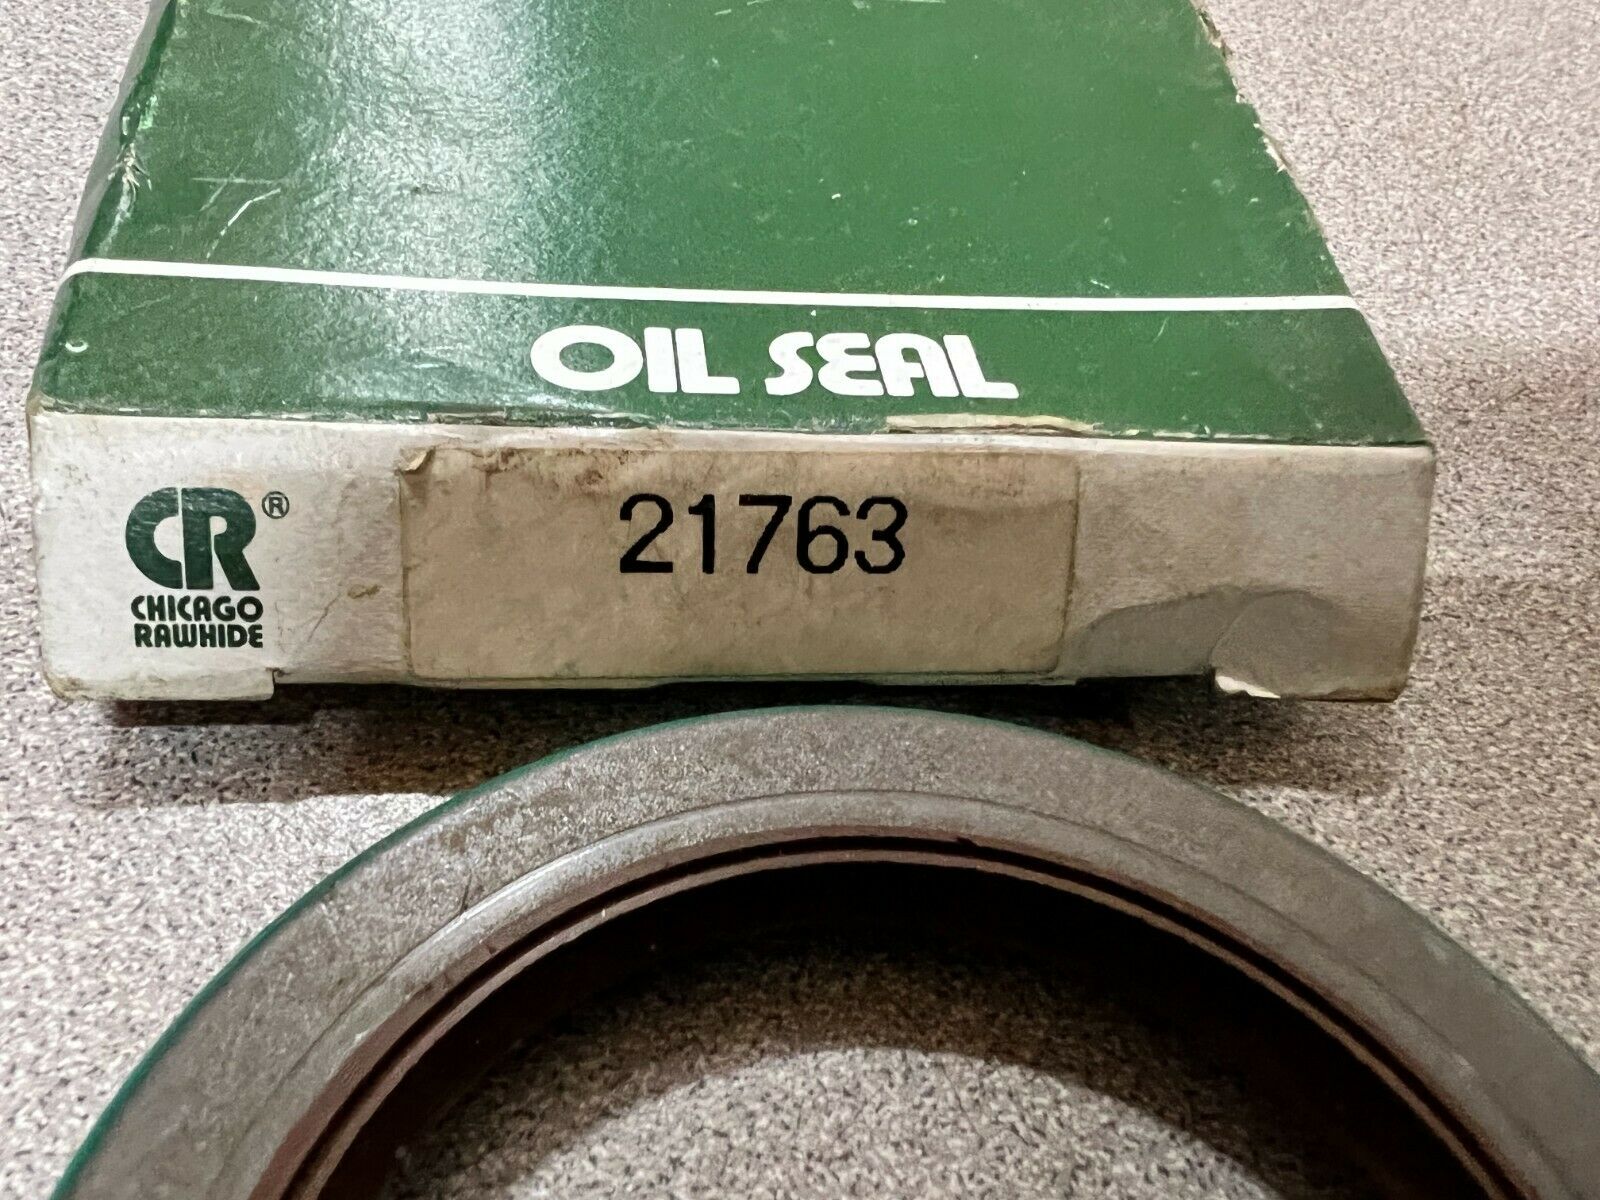 OIL SEAL
CR®
CHICAGO
RAWHIDE
21763